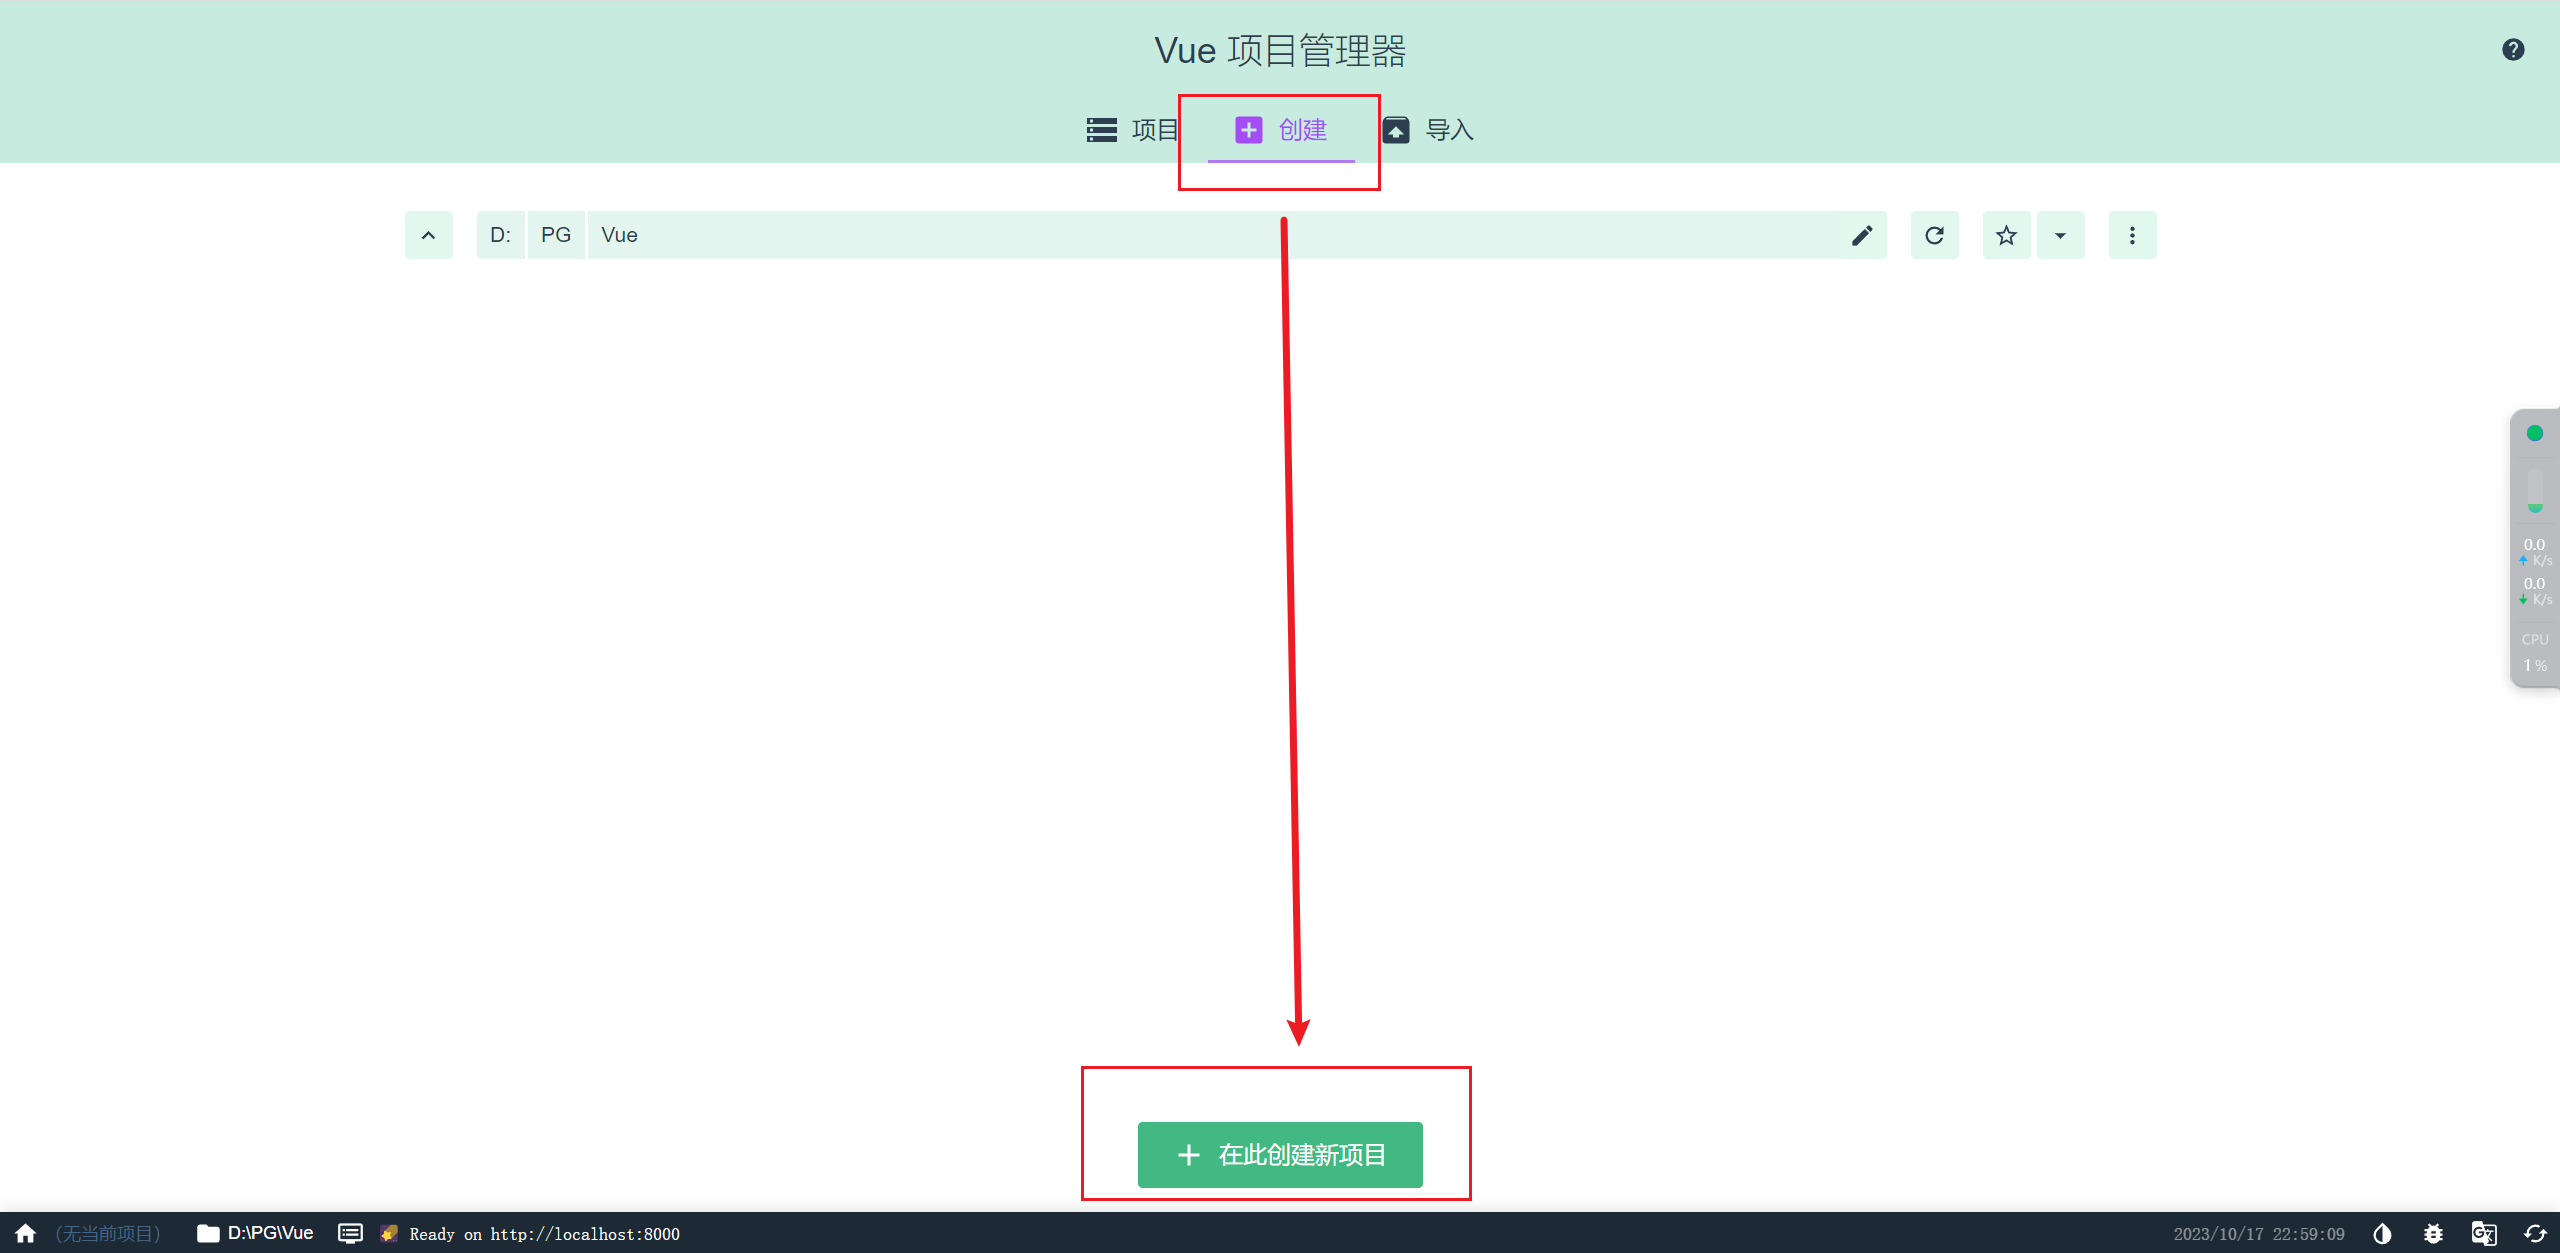 Vue 项目管理器
项目 创建 导入
D: PG Vue
0.0
K/s
0.0
K/s
CPU
1%
在此创建新项目
(无当前项目) D:\PG\Vue Ready on http://localhost:8000 2023/10/17 22:59:09